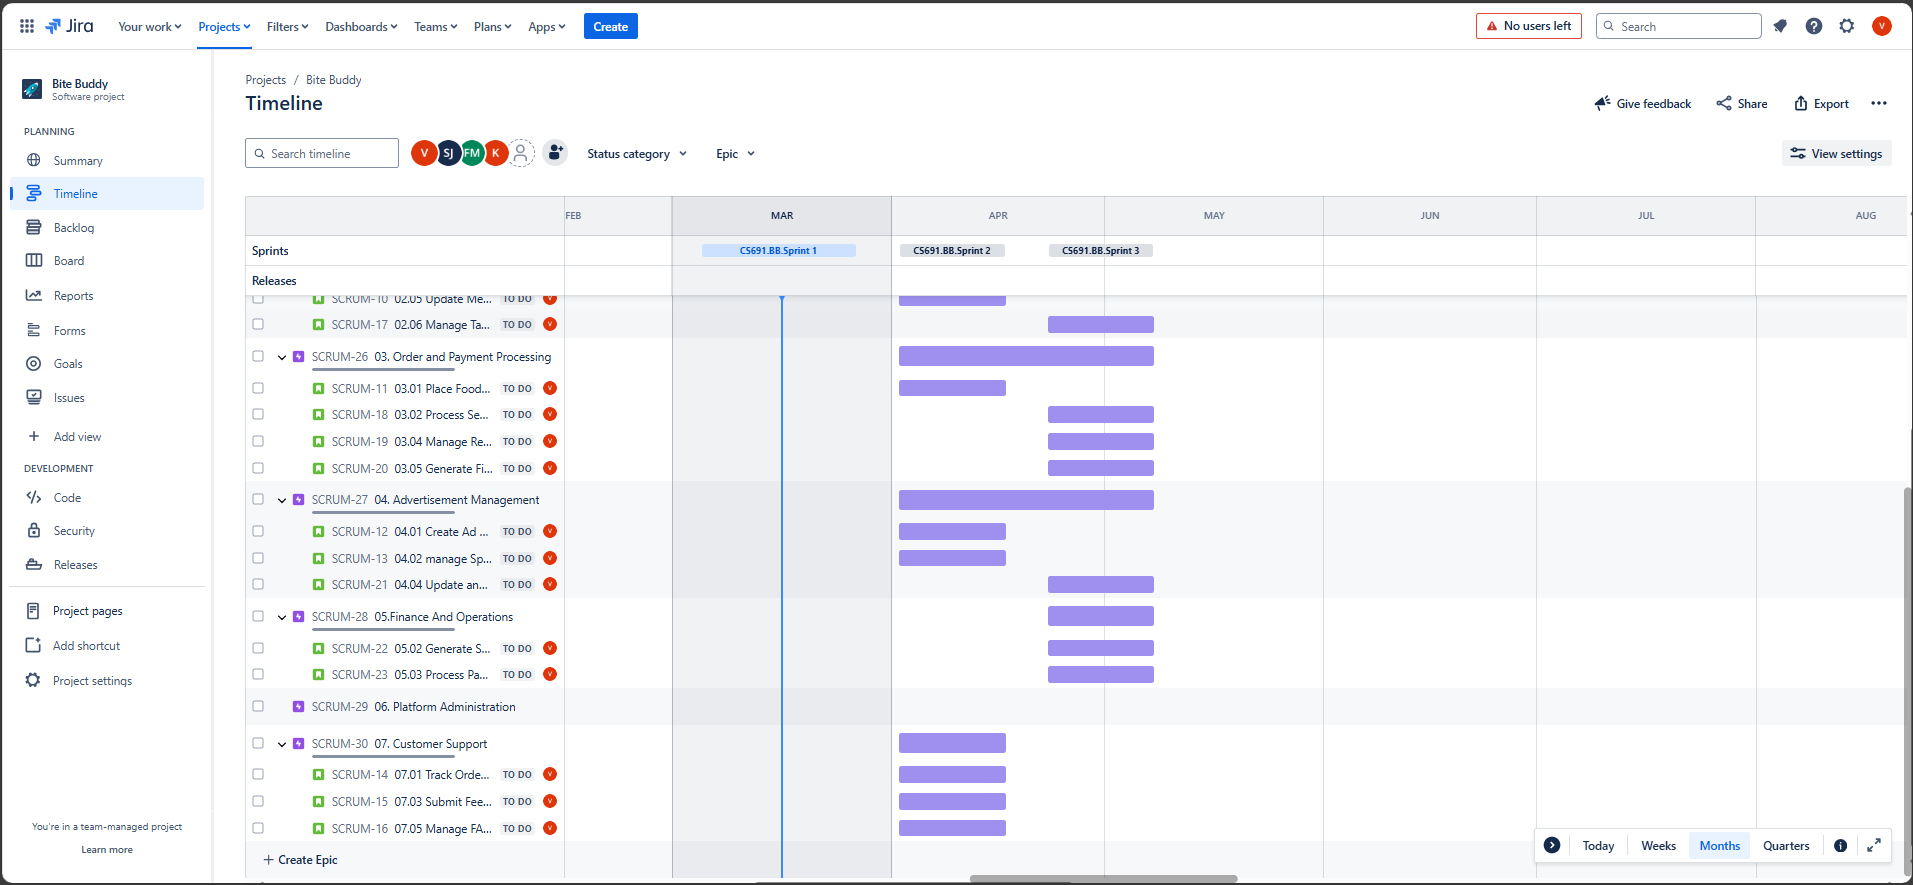 Jira Your work Projects Filters Dashboards Teams Plans Apps Create No users left Search V
Bite Buddy
Software project
PLANNING
Summary
Timeline
Backlog
Board
Reports
Forms
Goals
Issues
Add view
DEVELOPMENT
Code
Security
Releases
Project pages
Add shortcut
Project settings
You're in a team-managed project
Learn more
Projects / Bite Buddy
Timeline
Give feedback Share Export
Search timeline V SJ FM K Status category Epic View settings
FEB MAR APR MAY JUN JUL AUG
Sprints CS691.BB.Sprint 1 CS691.BB.Sprint 2 CS691.BB.Sprint 3
Releases
SCRUM-10 02.05 Update Me... TO DO V
SCRUM-17 02.06 Manage Ta... TO DO V
SCRUM-26 03. Order and Payment Processing
SCRUM-11 03.01 Place Food... TO DO V
SCRUM-18 03.02 Process Se... TO DO V
SCRUM-19 03.04 Manage Re... TO DO V
SCRUM-20 03.05 Generate Fi... TO DO V
SCRUM-27 04. Advertisement Management
SCRUM-12 04.01 Create Ad ... TO DO V
SCRUM-13 04.02 manage Sp... TO DO V
SCRUM-21 04.04 Update an... TO DO V
SCRUM-28 05.Finance And Operations
SCRUM-22 05.02 Generate S... TO DO V
SCRUM-23 05.03 Process Pa... TO DO V
SCRUM-29 06. Platform Administration
SCRUM-30 07. Customer Support
SCRUM-14 07.01 Track Orde... TO DO V
SCRUM-15 07.03 Submit Fee... TO DO V
SCRUM-16 07.05 Manage FA... TO DO V
+ Create Epic
Today Weeks Months Quarters